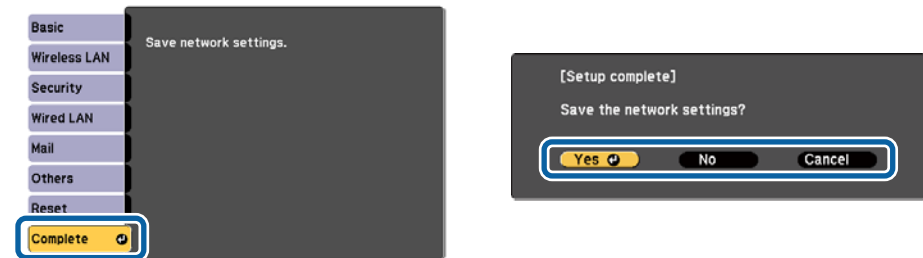 Basic
Wireless LAN
Security
Wired LAN
Mail
Others
Reset
Complete
Save network settings.
[Setup complete]
Save the network settings?
Yes No Cancel